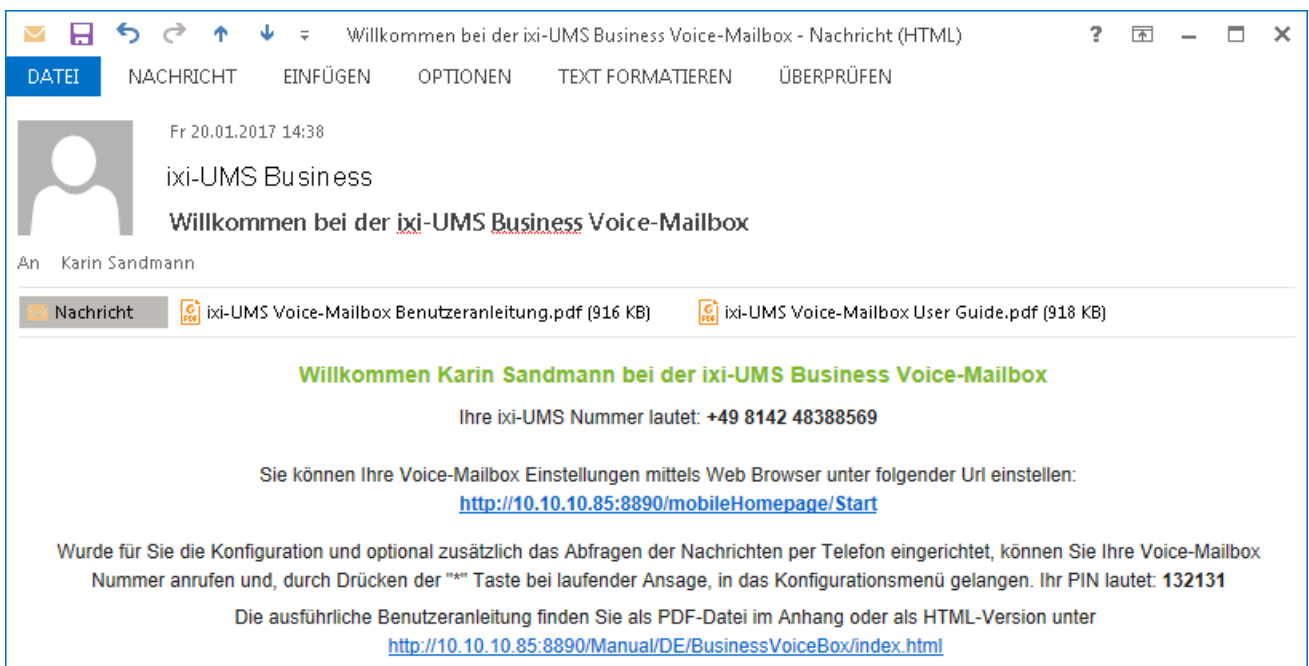 Willkommen bei der ixi-UMS Business Voice-Mailbox - Nachricht (HTML) ?
DATEI NACHRICHT EINFÜGEN OPTIONEN TEXT FORMATIEREN ÜBERPRÜFEN
Fr 20.01.2017 14:38
ixi-UMS Business
Willkommen bei der ixi-UMS Business Voice-Mailbox
An Karin Sandmann
Nachricht PDF ixi-UMS Voice-Mailbox Benutzeranleitung.pdf (916 KB) PDF ixi-UMS Voice-Mailbox User Guide.pdf (918 KB)
Willkommen Karin Sandmann bei der ixi-UMS Business Voice-Mailbox
Ihre ixi-UMS Nummer lautet: +49 8142 48388569
Sie können Ihre Voice-Mailbox Einstellungen mittels Web Browser unter folgender Url einstellen:
http://10.10.10.85:8890/mobileHomepage/Start
Wurde für Sie die Konfiguration und optional zusätzlich das Abfragen der Nachrichten per Telefon eingerichtet, können Sie Ihre Voice-Mailbox
Nummer anrufen und, durch Drücken der "*" Taste bei laufender Ansage, in das Konfigurationsmenü gelangen. Ihr PIN lautet: 132131
Die ausführliche Benutzeranleitung finden Sie als PDF-Datei im Anhang oder als HTML-Version unter
http://10.10.10.85:8890/Manual/DE/BusinessVoiceBox/index.html